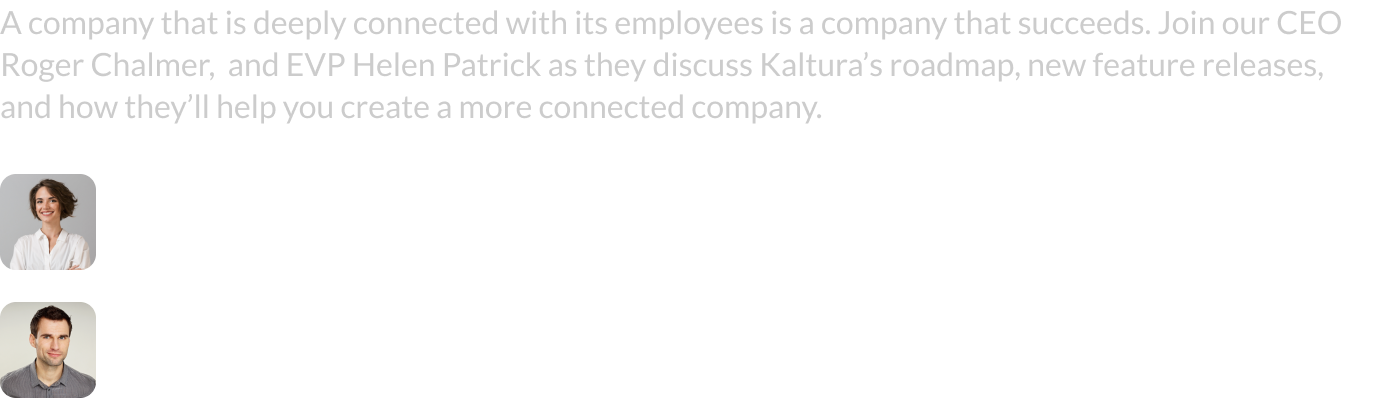 A company that is deeply connected with its employees is a company that succeeds. Join our CEO
Roger Chalmer,  and EVP Helen Patrick as they discuss Kaltura’s roadmap, new feature releases,
and how they’ll help you create a more connected company.